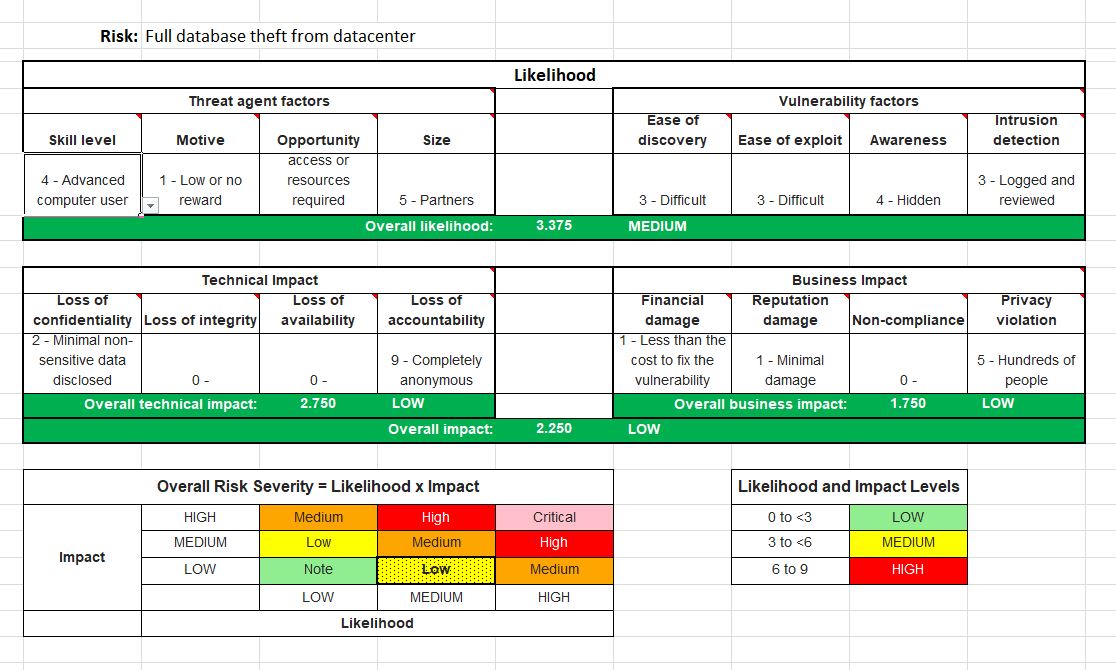 Risk: Full database theft from datacenter
Likelihood
Threat agent factors
Vulnerability factors
Skill level
Motive
Opportunity
Size
Ease of
discovery
Ease of exploit
Awareness
Intrusion
detection
4 - Advanced
computer user
1 - Low or no
reward
access or
resources
required
5 - Partners
3 - Difficult
3 - Difficult
4 - Hidden
3 - Logged and
reviewed
Overall likelihood: 3.375 MEDIUM
Technical Impact
Business Impact
Loss of
confidentiality
Loss of integrity
Loss of
availability
Loss of
accountability
Financial
damage
Reputation
damage
Non-compliance
Privacy
violation
2 - Minimal non-
sensitive data
disclosed
0 -
0 -
9 - Completely
anonymous
1 - Less than the
cost to fix the
vulnerability
1 - Minimal
damage
0 -
5 - Hundreds of
people
Overall technical impact: 2.750 LOW
Overall business impact: 1.750 LOW
Overall impact: 2.250 LOW
Overall Risk Severity = Likelihood x Impact
Impact
HIGH Medium High Critical
MEDIUM Low Medium High
LOW Note Low Medium
LOW MEDIUM HIGH
Likelihood
Likelihood and Impact Levels
0 to <3 LOW
3 to <6 MEDIUM
6 to 9 HIGH